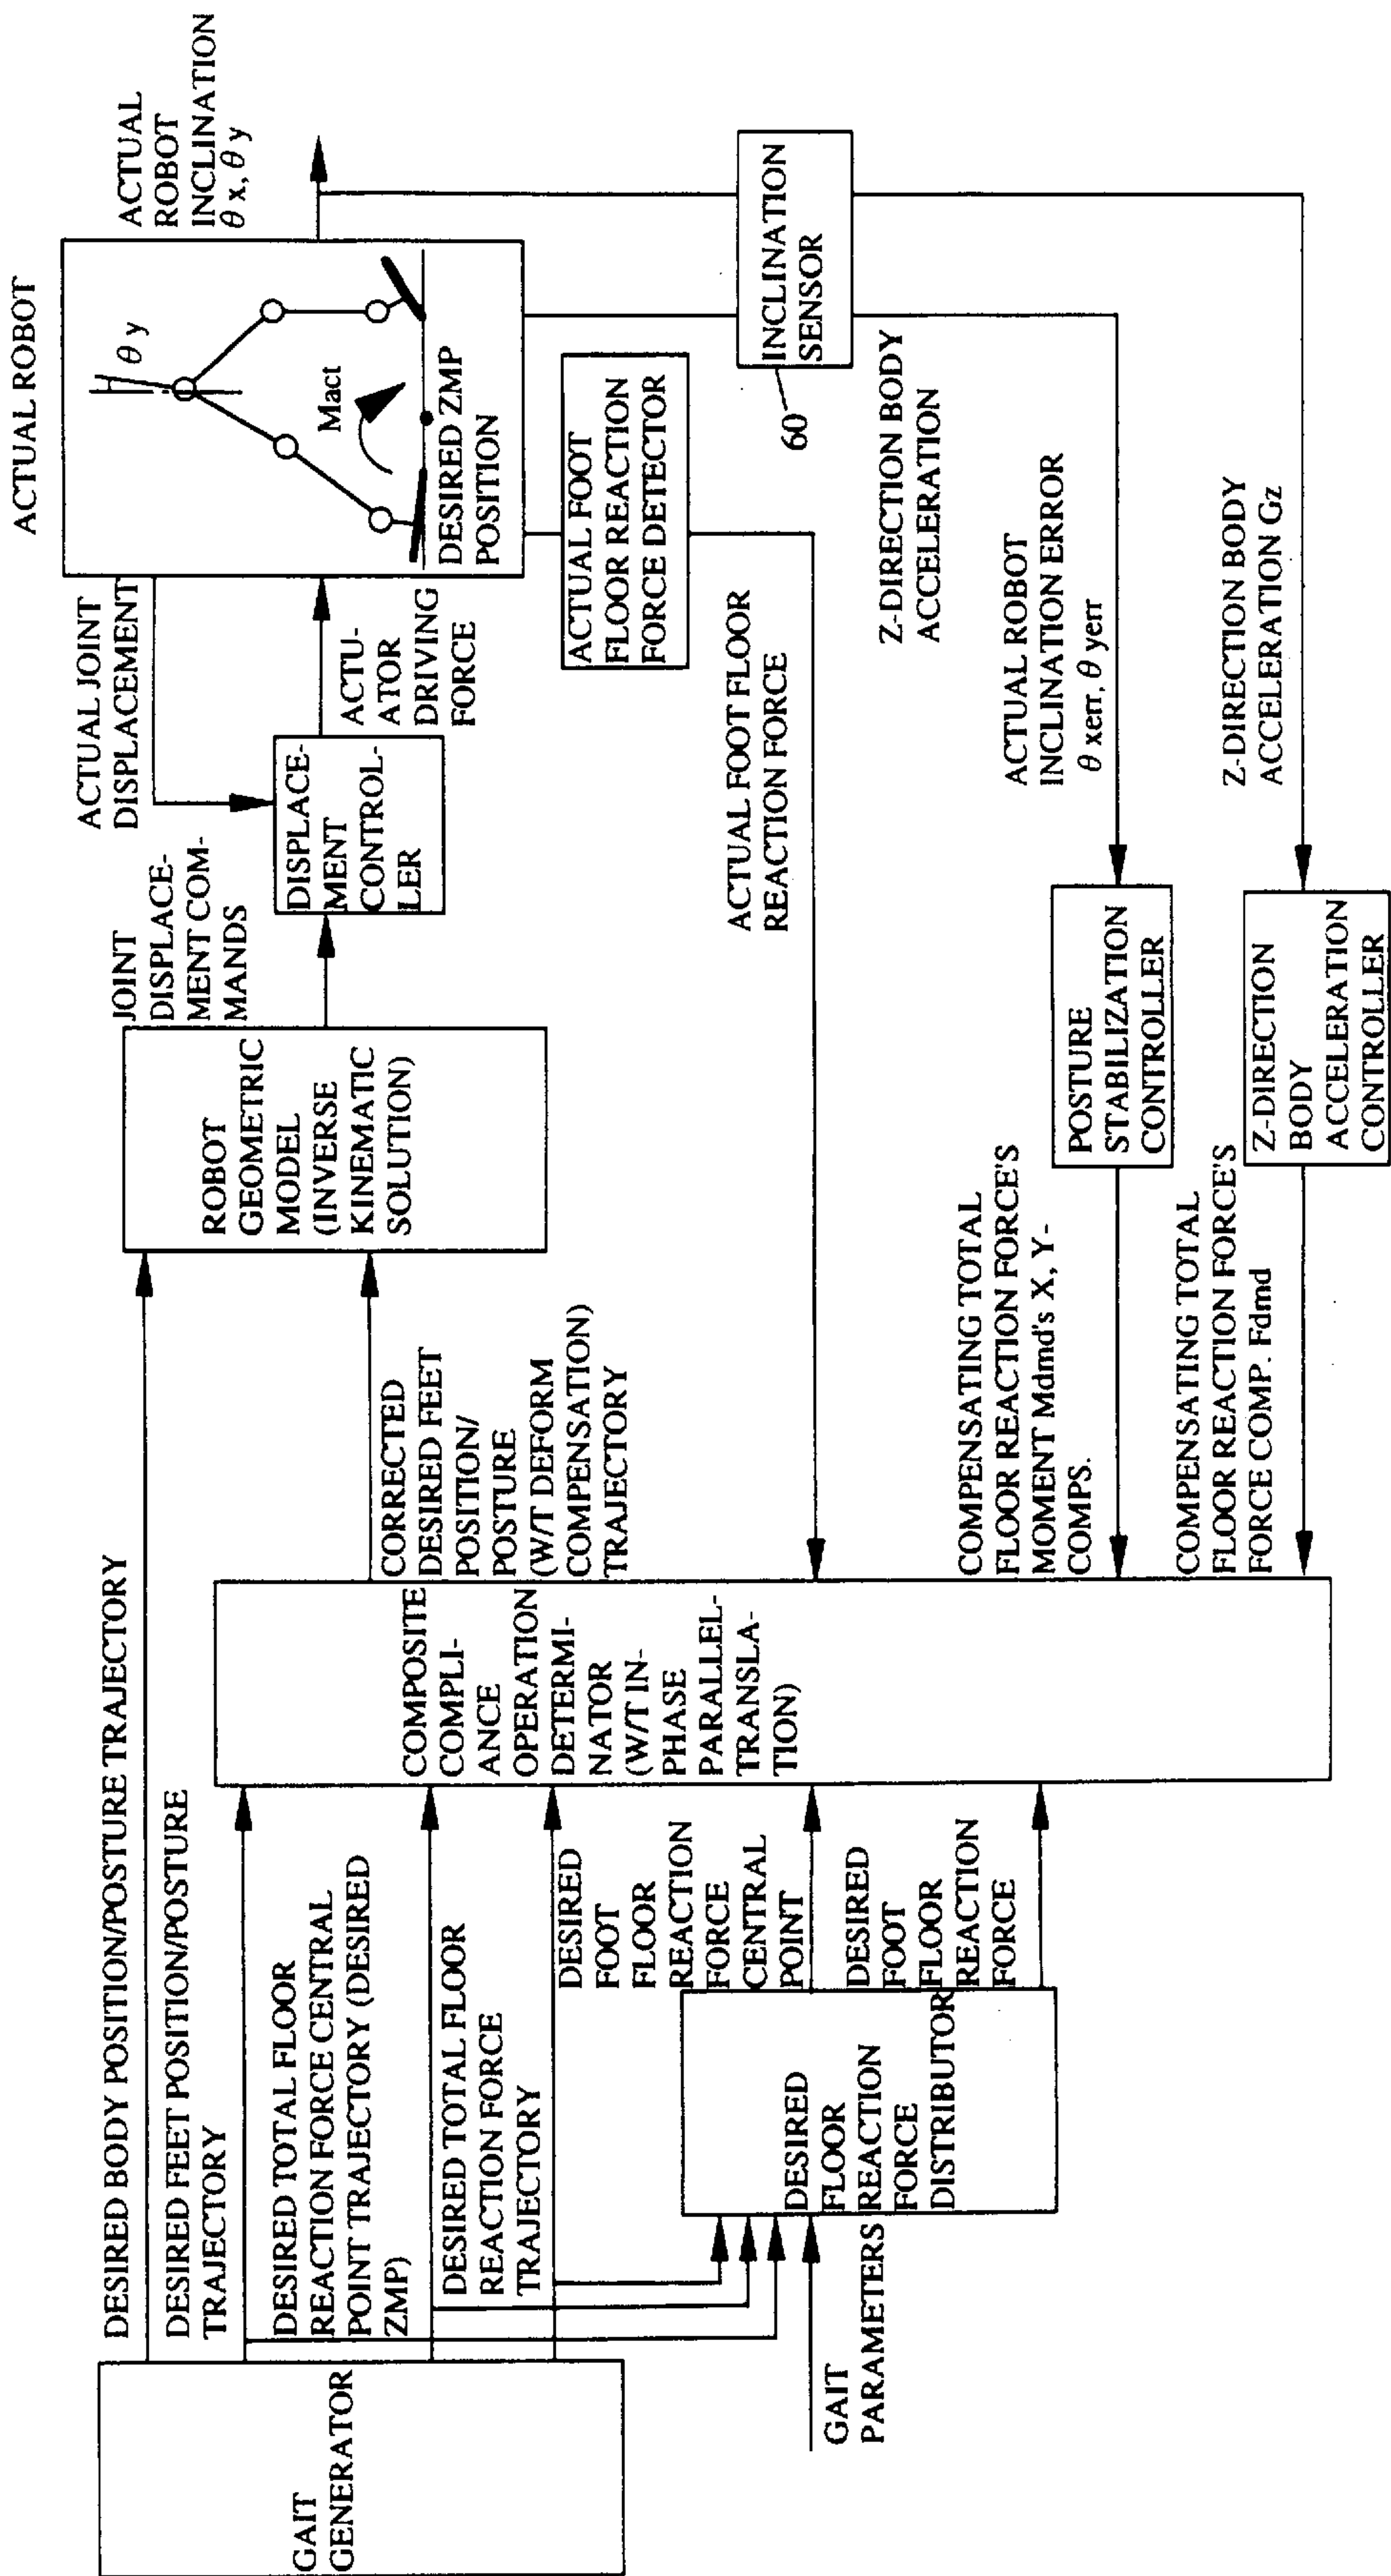 GAIT
GENERATOR
DESIRED BODY POSITION/POSTURE TRAJECTORY
DESIRED FEET POSITION/POSTURE
TRAJECTORY
DESIRED TOTAL FLOOR
REACTION FORCE CENTRAL
POINT TRAJECTORY (DESIRED
ZMP)
DESIRED TOTAL FLOOR
REACTION FORCE
TRAJECTORY
GAIT
PARAMETERS
DESIRED
FLOOR
REACTION
FORCE
DISTRIBUTOR
DESIRED
FOOT
FLOOR
REACTION
FORCE
CENTRAL
POINT
DESIRED
FOOT
FLOOR
REACTION
FORCE
COMPOSITE
COMPLI-
ANCE
OPERATION
DETERMI-
NATOR
(W/T IN-
PHASE
PARALLEL-
TRANSLA-
TION)
CORRECTED
DESIRED FEET
POSITION/
POSTURE
(W/T DEFORM
COMPENSATION)
TRAJECTORY
ROBOT
GEOMETRIC
MODEL
(INVERSE
KINEMATIC
SOLUTION)
JOINT
DISPLACE-
MENT COM-
MANDS
DISPLACE-
MENT
CONTROL-
LER
ACTUAL JOINT
DISPLACEMENT
ACTU-
ATOR
DRIVING
FORCE
ACTUAL ROBOT
θ y
Mact
DESIRED ZMP
POSITION
ACTUAL
ROBOT
INCLINATION
θ x, θ y
ACTUAL FOOT
FLOOR REACTION
FORCE DETECTOR
ACTUAL FOOT FLOOR
REACTION FORCE
INCLINATION
SENSOR
60
Z-DIRECTION BODY
ACCELERATION
ACTUAL ROBOT
INCLINATION ERROR
θ xerr, θ yerr
Z-DIRECTION BODY
ACCELERATION Gz
POSTURE
STABILIZATION
CONTROLLER
Z-DIRECTION
BODY
ACCELERATION
CONTROLLER
COMPENSATING TOTAL
FLOOR REACTION FORCE'S
MOMENT Mdmd's X, Y-
COMPS.
COMPENSATING TOTAL
FLOOR REACTION FORCE'S
FORCE COMP. Fdmd